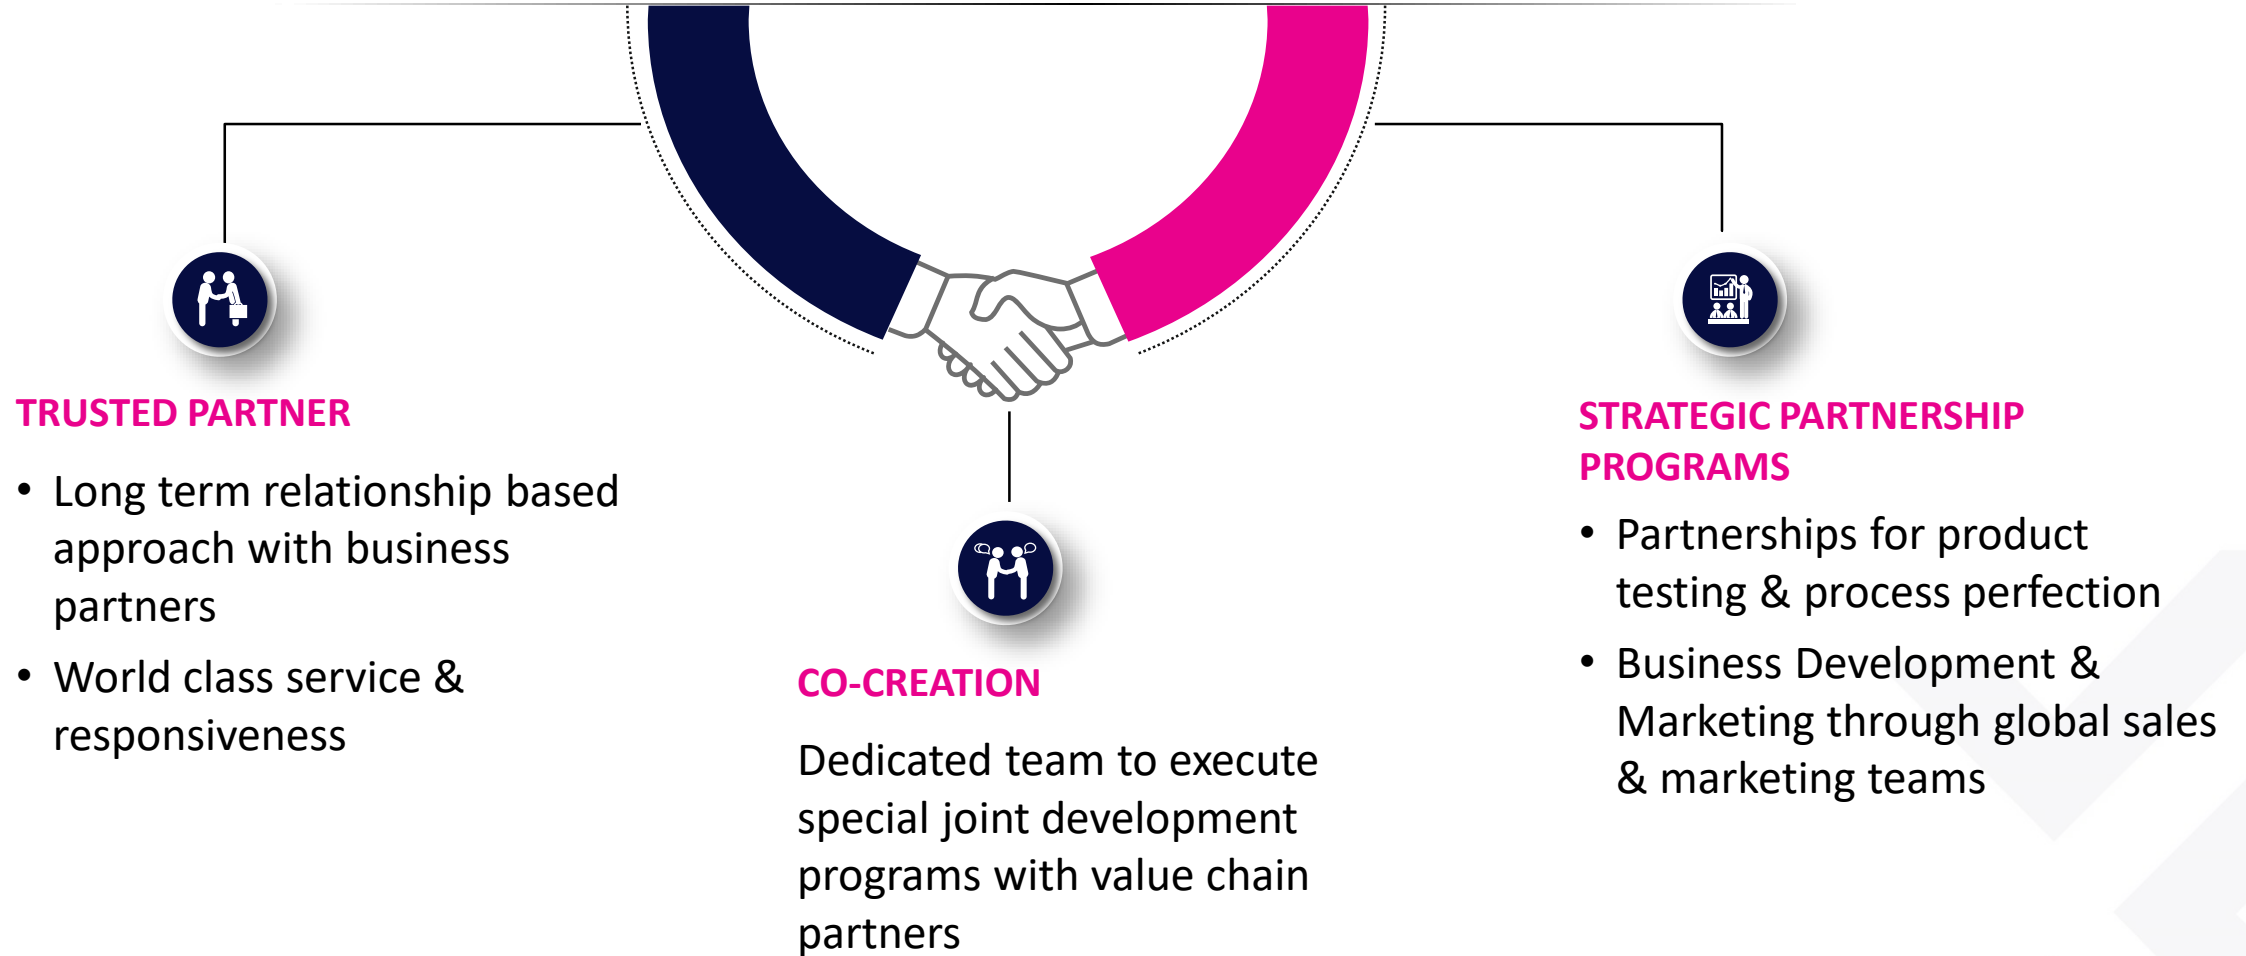 TRUSTED PARTNER
• Long term relationship based
approach with business
partners
• World class service &
responsiveness
CO-CREATION
Dedicated team to execute
special joint development
programs with value chain
partners
STRATEGIC PARTNERSHIP
PROGRAMS
• Partnerships for product
testing & process perfection
• Business Development &
Marketing through global sales
& marketing teams